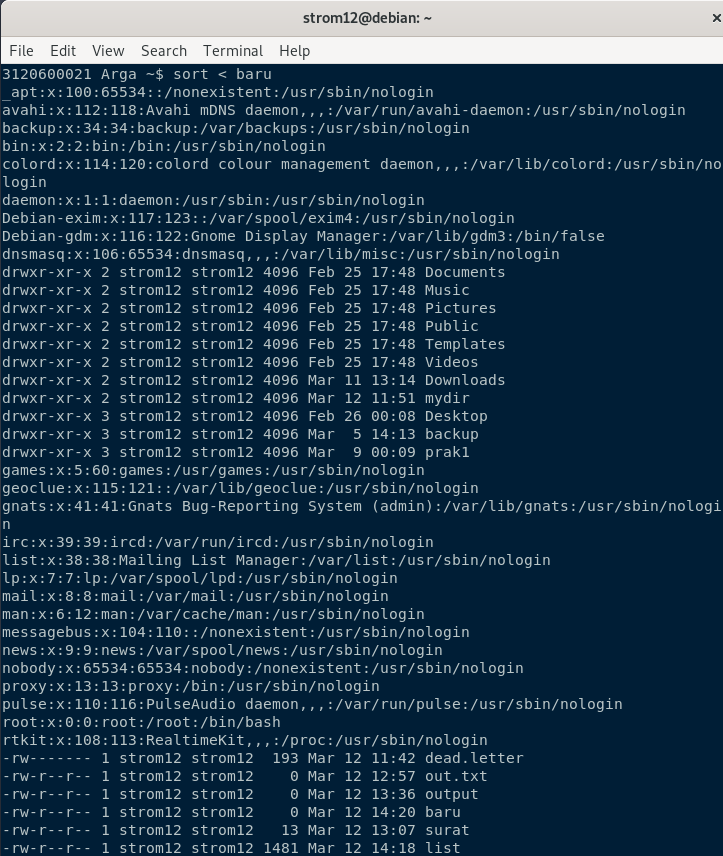 strom12@debian: ~
×
File Edit View Search Terminal Help
3120600021 Arga ~$ sort < baru
_apt:x:100:65534::/nonexistent:/usr/sbin/nologin
avahi:x:112:118:Avahi mDNS daemon,,,:/var/run/avahi-daemon:/usr/sbin/nologin
backup:x:34:34:backup:/var/backups:/usr/sbin/nologin
bin:x:2:2:bin:/bin:/usr/sbin/nologin
colord:x:114:120:colord colour management daemon,,,:/var/lib/colord:/usr/sbin/no
login
daemon:x:1:1:daemon:/usr/sbin:/usr/sbin/nologin
Debian-exim:x:117:123::/var/spool/exim4:/usr/sbin/nologin
Debian-gdm:x:116:122:Gnome Display Manager:/var/lib/gdm3:/bin/false
dnsmasq:x:106:65534:dnsmasq,,,:/var/lib/misc:/usr/sbin/nologin
drwxr-xr-x 2 strom12 strom12 4096 Feb 25 17:48 Documents
drwxr-xr-x 2 strom12 strom12 4096 Feb 25 17:48 Music
drwxr-xr-x 2 strom12 strom12 4096 Feb 25 17:48 Pictures
drwxr-xr-x 2 strom12 strom12 4096 Feb 25 17:48 Public
drwxr-xr-x 2 strom12 strom12 4096 Feb 25 17:48 Templates
drwxr-xr-x 2 strom12 strom12 4096 Feb 25 17:48 Videos
drwxr-xr-x 2 strom12 strom12 4096 Mar 11 13:14 Downloads
drwxr-xr-x 2 strom12 strom12 4096 Mar 12 11:51 mydir
drwxr-xr-x 3 strom12 strom12 4096 Feb 26 00:08 Desktop
drwxr-xr-x 3 strom12 strom12 4096 Mar  5 14:13 backup
drwxr-xr-x 3 strom12 strom12 4096 Mar  9 00:09 prak1
games:x:5:60:games:/usr/games:/usr/sbin/nologin
geoclue:x:115:121::/var/lib/geoclue:/usr/sbin/nologin
gnats:x:41:41:Gnats Bug-Reporting System (admin):/var/lib/gnats:/usr/sbin/nologi
n
irc:x:39:39:ircd:/var/run/ircd:/usr/sbin/nologin
list:x:38:38:Mailing List Manager:/var/list:/usr/sbin/nologin
lp:x:7:7:lp:/var/spool/lpd:/usr/sbin/nologin
mail:x:8:8:mail:/var/mail:/usr/sbin/nologin
man:x:6:12:man:/var/cache/man:/usr/sbin/nologin
messagebus:x:104:110::/nonexistent:/usr/sbin/nologin
news:x:9:9:news:/var/spool/news:/usr/sbin/nologin
nobody:x:65534:65534:nobody:/nonexistent:/usr/sbin/nologin
proxy:x:13:13:proxy:/bin:/usr/sbin/nologin
pulse:x:110:116:PulseAudio daemon,,,:/var/run/pulse:/usr/sbin/nologin
root:x:0:0:root:/root:/bin/bash
rtkit:x:108:113:RealtimeKit,,,:/proc:/usr/sbin/nologin
-rw------- 1 strom12 strom12  193 Mar 12 11:42 dead.letter
-rw-r--r-- 1 strom12 strom12    0 Mar 12 12:57 out.txt
-rw-r--r-- 1 strom12 strom12    0 Mar 12 13:36 output
-rw-r--r-- 1 strom12 strom12    0 Mar 12 14:20 baru
-rw-r--r-- 1 strom12 strom12   13 Mar 12 13:07 surat
-rw-r--r-- 1 strom12 strom12 1481 Mar 12 14:18 list